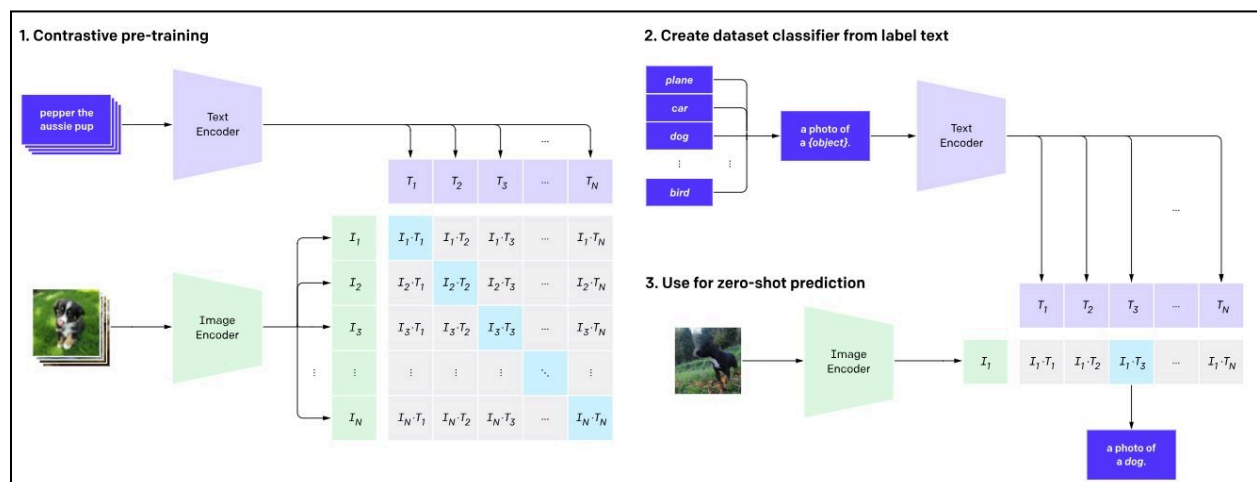 1. Contrastive pre-training
pepper the
aussie pup
Text
Encoder
...
T1 T2 T3 ... TN
I1 I1·T1 I1·T2 I1·T3 ... I1·TN
I2 I2·T1 I2·T2 I2·T3 ... I2·TN
Image
Encoder
I3 I3·T1 I3·T2 I3·T3 ... I3·TN
⋮ ⋮ ⋮ ⋮ ⋮ ⋱ ⋮
IN IN·T1 IN·T2 IN·T3 ... IN·TN
2. Create dataset classifier from label text
plane
car
dog
⋮ ⋮
bird
a photo of
a {object}.
Text
Encoder
...
3. Use for zero-shot prediction
Image
Encoder
T1 T2 T3 ... TN
I1 I1·T1 I1·T2 I1·T3 ... I1·TN
a photo of
a dog.